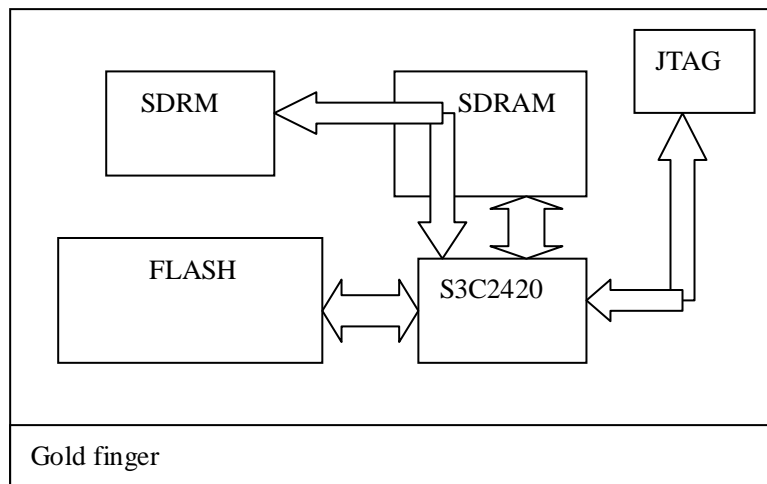 JTAG
SDRM
SDRAM
FLASH
S3C2420
Gold finger